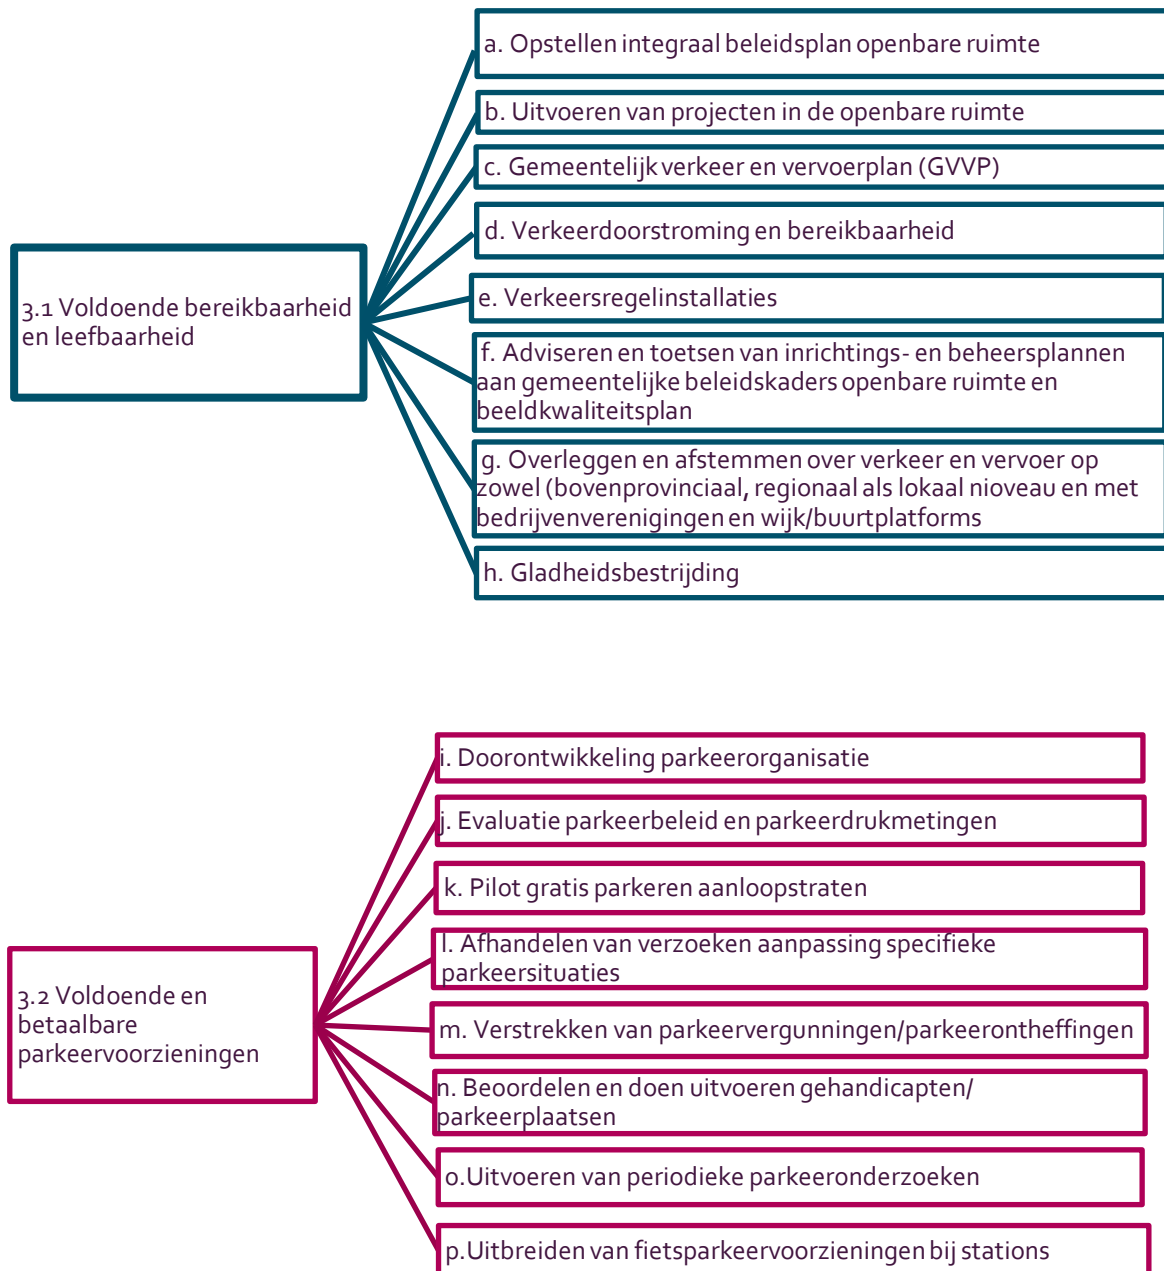 a. Opstellen integraal beleidsplan openbare ruimte
b. Uitvoeren van projecten in de openbare ruimte
c. Gemeentelijk verkeer en vervoerplan (GVVP)
d. Verkeerdoorstroming en bereikbaarheid
3.1 Voldoende bereikbaarheid
en leefbaarheid
e. Verkeersregelinstallaties
f. Adviseren en toetsen van inrichtings- en beheersplannen
aan gemeentelijke beleidskaders openbare ruimte en
beeldkwaliteitsplan
g. Overleggen en afstemmen over verkeer en vervoer op
zowel (bovenprovinciaal, regionaal als lokaal nioveau en met
bedrijvenverenigingen en wijk/buurtplatforms
h. Gladheidsbestrijding
i. Doorontwikkeling parkeerorganisatie
j. Evaluatie parkeerbeleid en parkeerdrukmetingen
k. Pilot gratis parkeren aanloopstraten
l. Afhandelen van verzoeken aanpassing specifieke
parkeersituaties
3.2 Voldoende en
betaalbare
parkeervoorzieningen
m. Verstrekken van parkeervergunningen/parkeerontheffingen
n. Beoordelen en doen uitvoeren gehandicapten/
parkeerplaatsen
o.Uitvoeren van periodieke parkeeronderzoeken
p.Uitbreiden van fietsparkeervoorzieningen bij stations